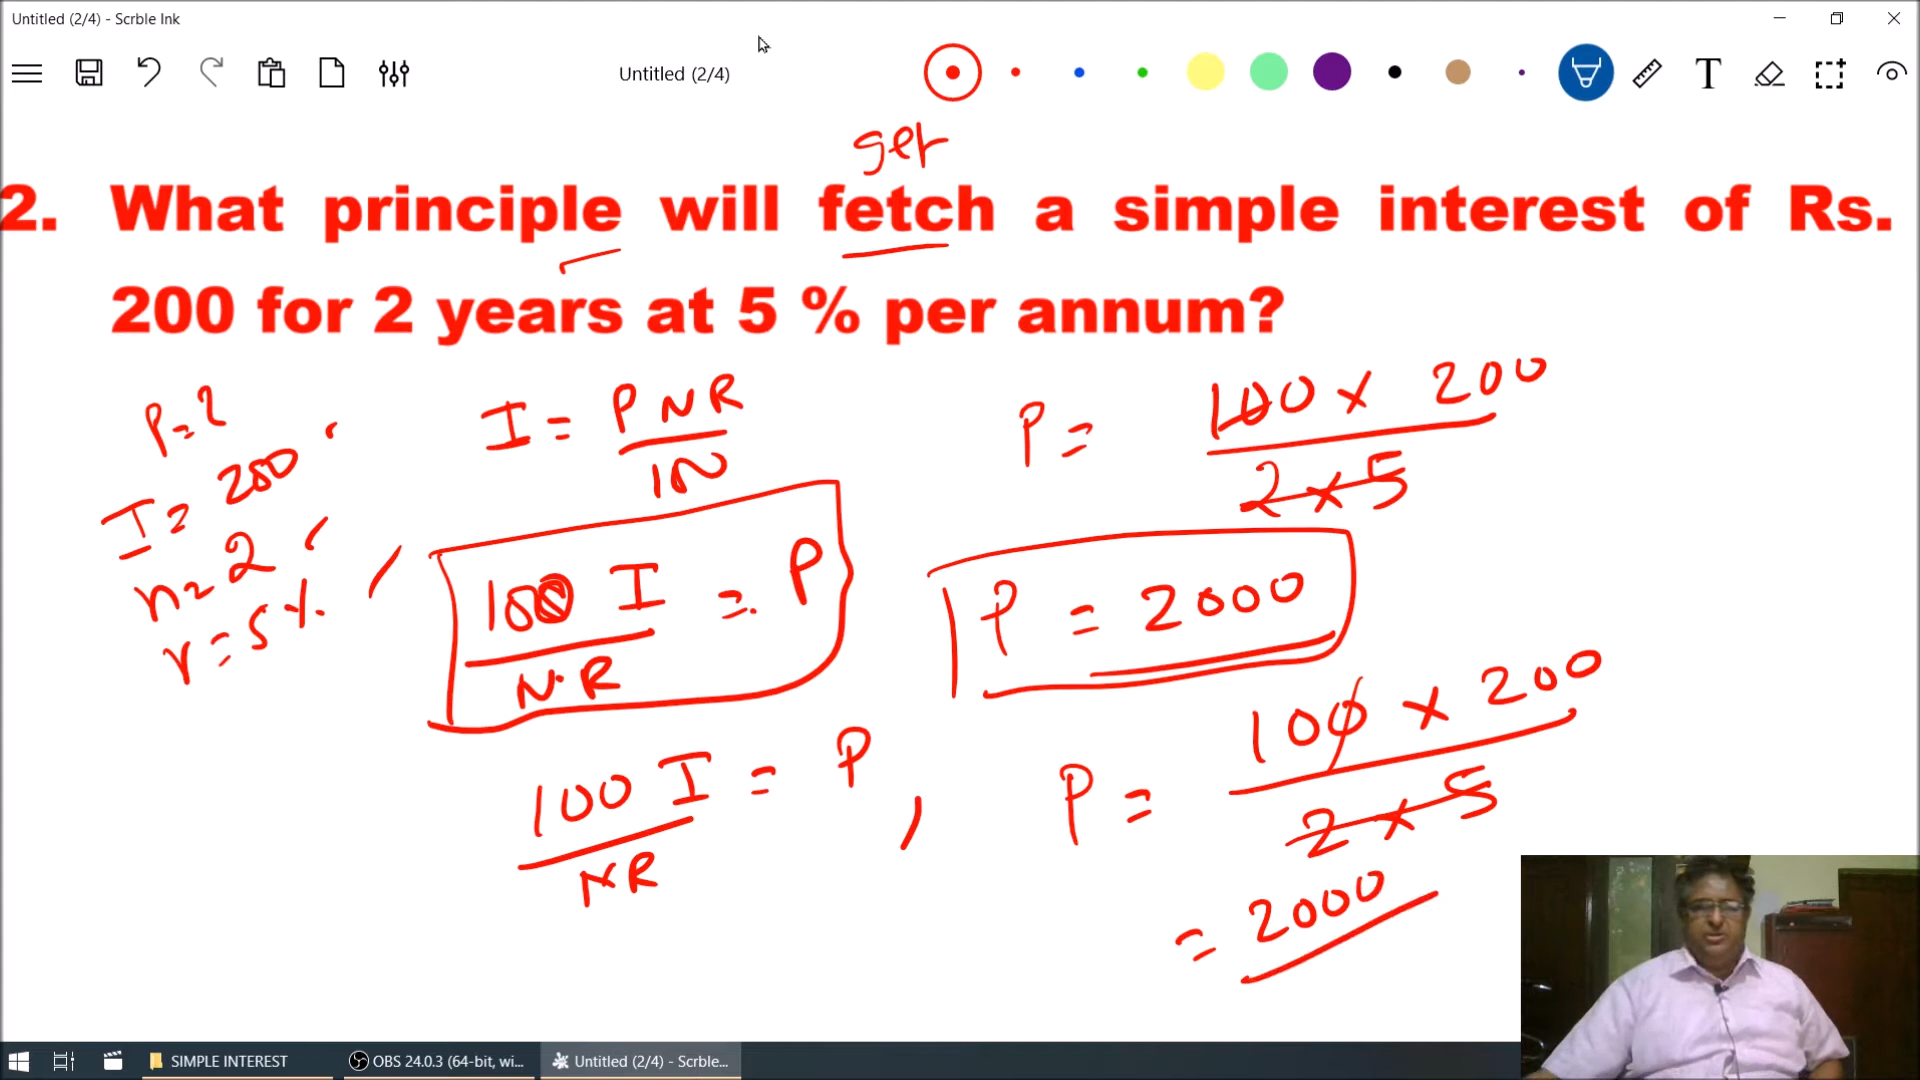 Untitled (2/4) - Scrble Ink
Untitled (2/4)
T
get
2. What principle will fetch a simple interest of Rs.
200 for 2 years at 5 % per annum?
P = ?
I = 200
n = 2
r = 5%
I = PNR
100 I = P
N.R
100 I = P ,
NR
P = 100 x 200
2 x 5
P = 2000
P = 100 x 200
2 x 5
= 2000
SIMPLE INTEREST
OBS 24.0.3 (64-bit, wi...
Untitled (2/4) - Scrble...